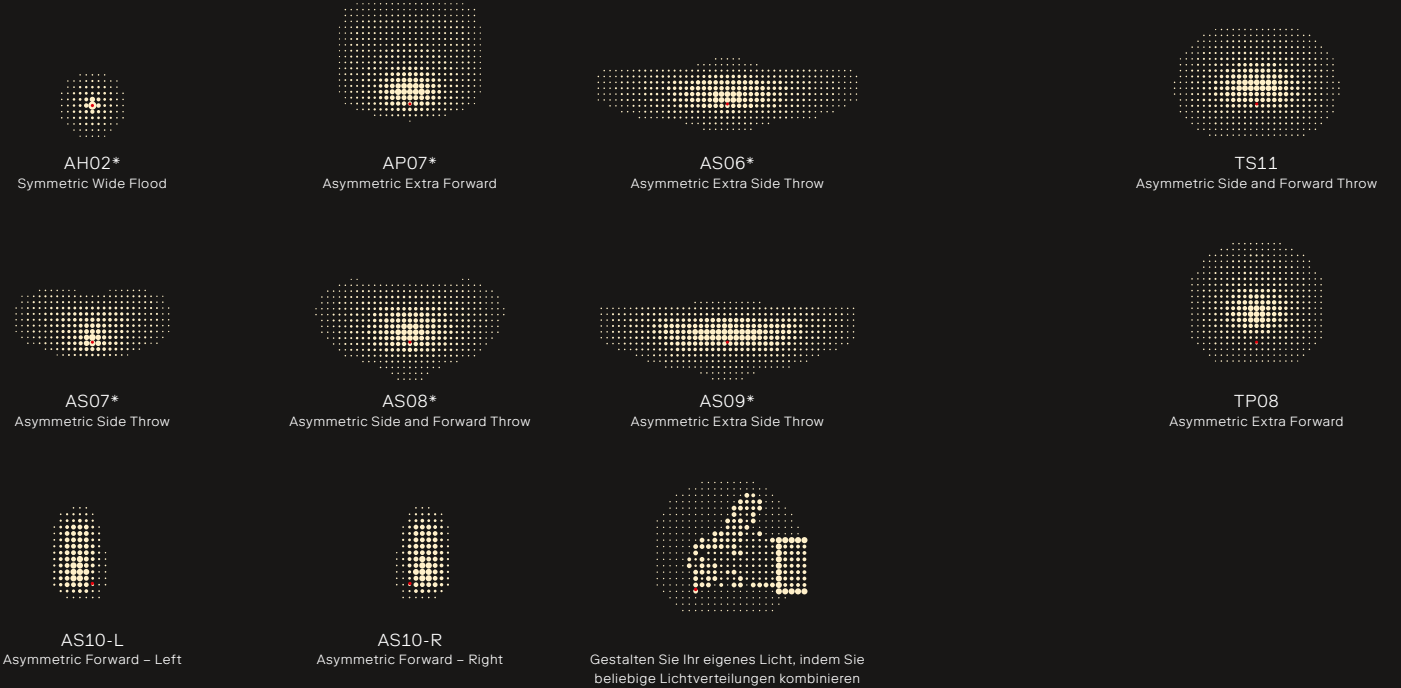 AH02*
Symmetric Wide Flood
AP07*
Asymmetric Extra Forward
AS06*
Asymmetric Extra Side Throw
TS11
Asymmetric Side and Forward Throw
AS07*
Asymmetric Side Throw
AS08*
Asymmetric Side and Forward Throw
AS09*
Asymmetric Extra Side Throw
TP08
Asymmetric Extra Forward
AS10-L
Asymmetric Forward – Left
AS10-R
Asymmetric Forward – Right
Gestalten Sie Ihr eigenes Licht, indem Sie
beliebige Lichtverteilungen kombinieren